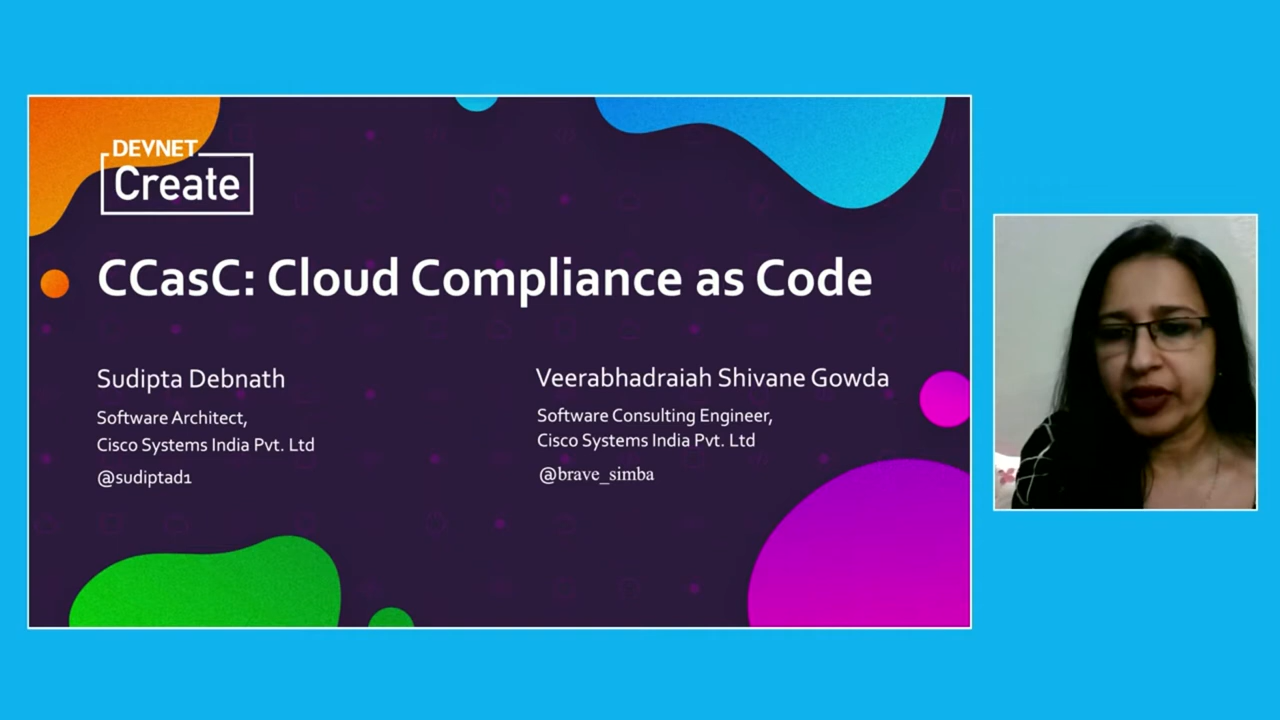 DEVNET
Create
CCasC: Cloud Compliance as Code
Sudipta Debnath
Software Architect,
Cisco Systems India Pvt. Ltd
@sudiptad1
Veerabhadraiah Shivane Gowda
Software Consulting Engineer,
Cisco Systems India Pvt. Ltd
@brave_simba